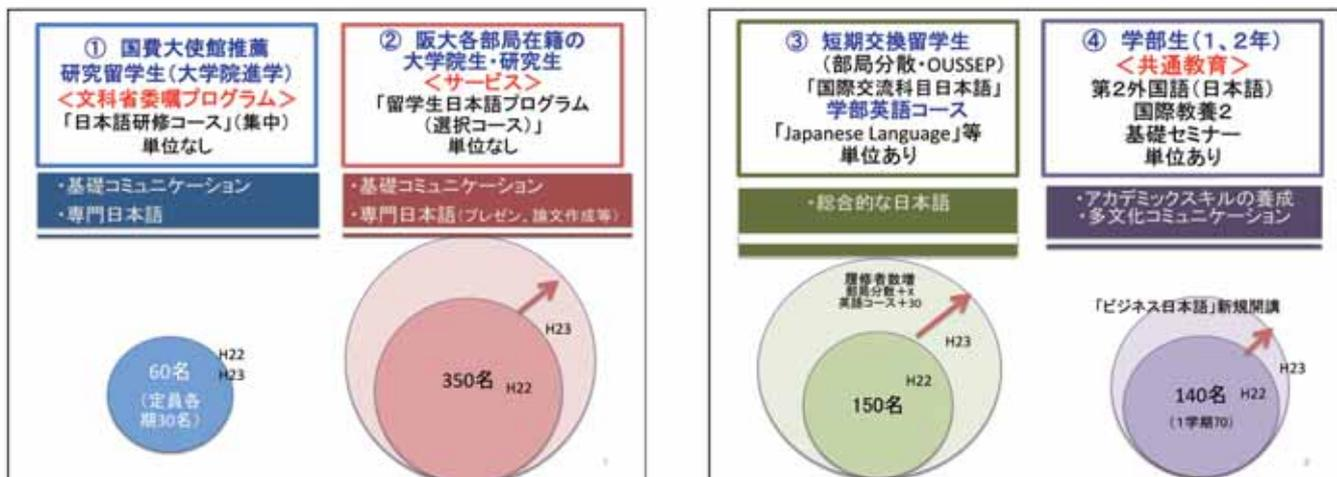 ① 国費大使館推薦
研究留学生(大学院進学)
<文科省委嘱プログラム>
「日本語研修コース」(集中)
単位なし
・基礎コミュニケーション
・専門日本語
60名
(定員各
期30名)
H22
H23
② 阪大各部局在籍の
大学院生・研究生
<サービス>
「留学生日本語プログラム
(選択コース)」
単位なし
・基礎コミュニケーション
・専門日本語(プレゼン、論文作成等)
H23
350名
H22
1
③ 短期交換留学生
(部局分散・OUSSEP)
「国際交流科目日本語」
学部英語コース
「Japanese Language」等
単位あり
・総合的な日本語
履修者数増
部局分散+x
英語コース+30
H23
H22
150名
④ 学部生(1、2年)
<共通教育>
第2外国語(日本語)
国際教養2
基礎セミナー
単位あり
・アカデミックスキルの養成
・多文化コミュニケーション
「ビジネス日本語」新規開講
H23
140名
H22
(1学期70)
2